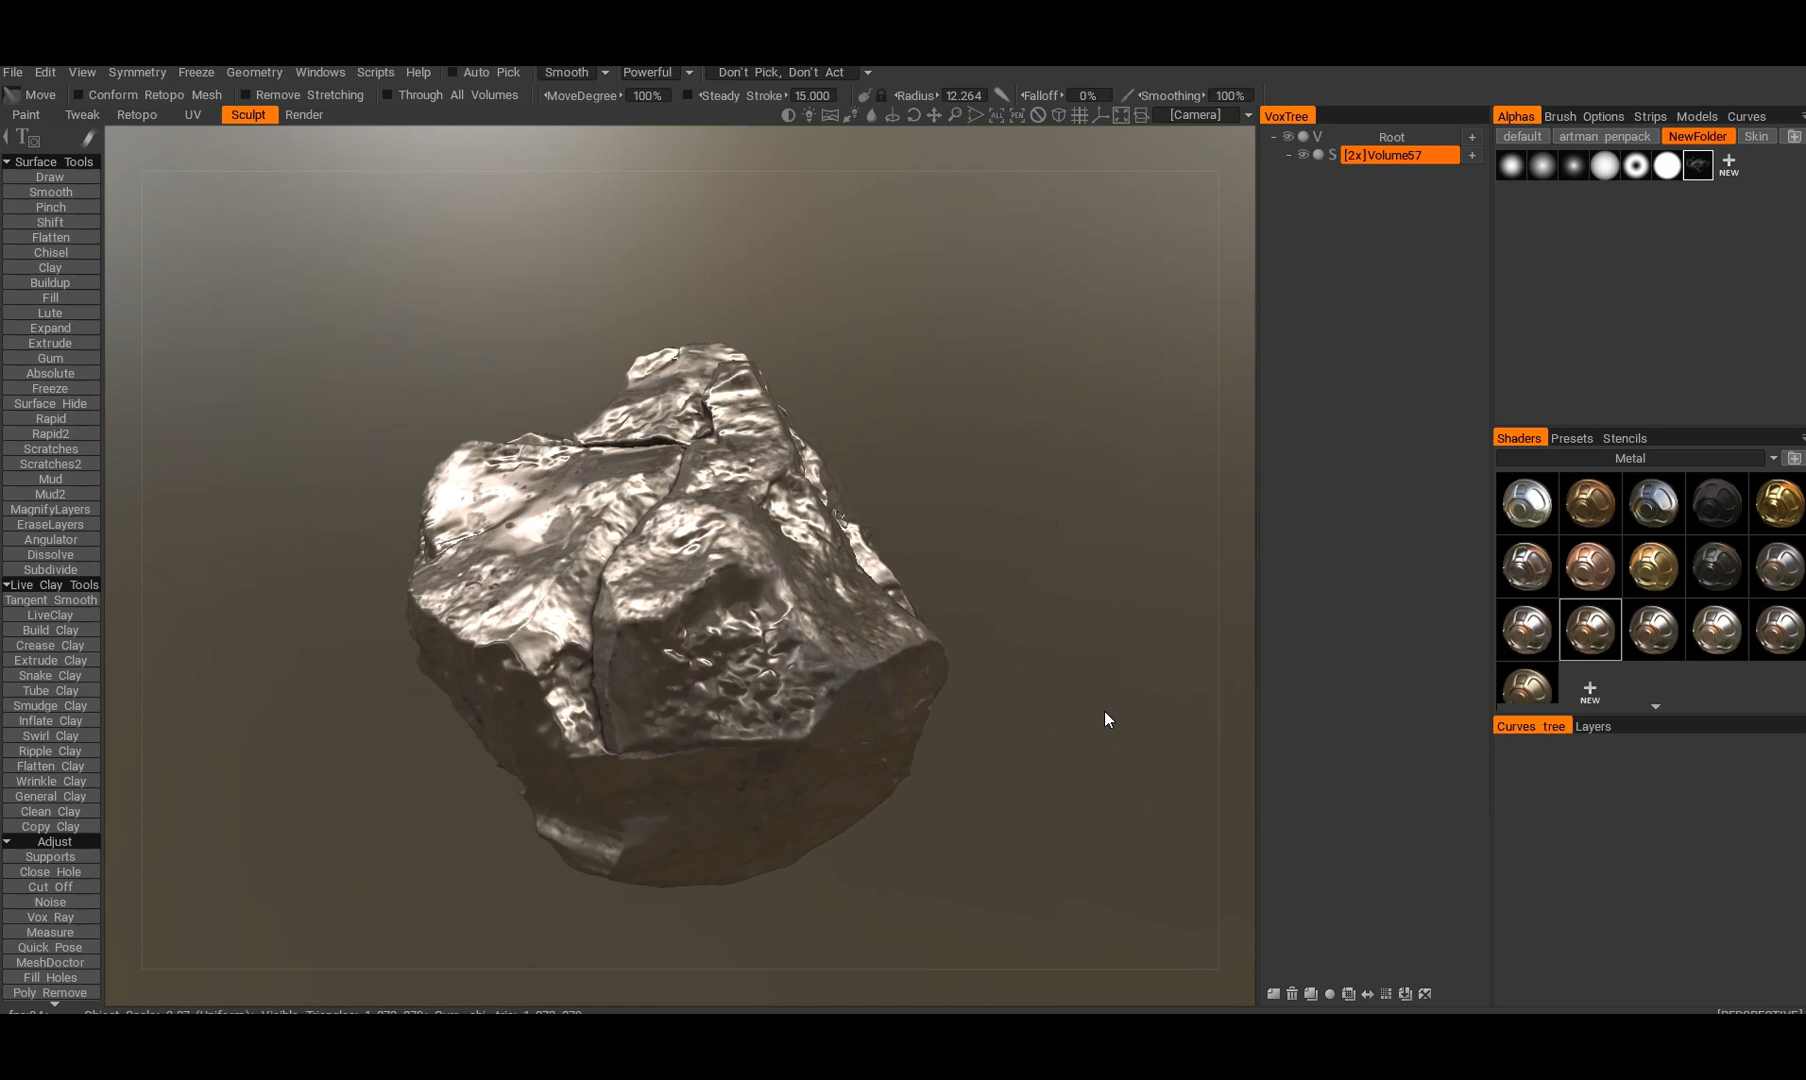 File Edit View Symmetry Freeze Geometry Windows Scripts Help Auto Pick Smooth Powerful Don't Pick, Don't Act
Move Conform Retopo Mesh Remove Stretching Through All Volumes MoveDegree 100% Steady Stroke 15.000 Radius 12.264 Falloff 0% Smoothing 100%
Paint Tweak Retopo UV Sculpt Render [Camera]
Surface Tools
Draw
Smooth
Pinch
Shift
Flatten
Chisel
Clay
Buildup
Fill
Lute
Expand
Extrude
Gum
Absolute
Freeze
Surface Hide
Rapid
Rapid2
Scratches
Scratches2
Mud
Mud2
MagnifyLayers
EraseLayers
Angulator
Dissolve
Subdivide
Live Clay Tools
Tangent Smooth
LiveClay
Build Clay
Crease Clay
Extrude Clay
Snake Clay
Tube Clay
Smudge Clay
Inflate Clay
Swirl Clay
Ripple Clay
Flatten Clay
Wrinkle Clay
General Clay
Clean Clay
Copy Clay
Adjust
Supports
Close Hole
Cut Off
Noise
Vox Ray
Measure
Quick Pose
MeshDoctor
Fill Holes
Poly Remove
VoxTree
V Root +
S [2x]Volume57 +
Alphas Brush Options Strips Models Curves
default artman penpack NewFolder Skin
NEW
Shaders Presets Stencils
Metal
NEW
Curves tree Layers